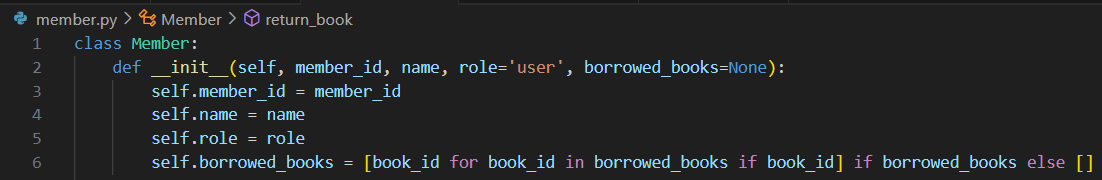 member.py > Member > return_book
1 class Member:
2     def __init__(self, member_id, name, role='user', borrowed_books=None):
3         self.member_id = member_id
4         self.name = name
5         self.role = role
6         self.borrowed_books = [book_id for book_id in borrowed_books if book_id] if borrowed_books else []